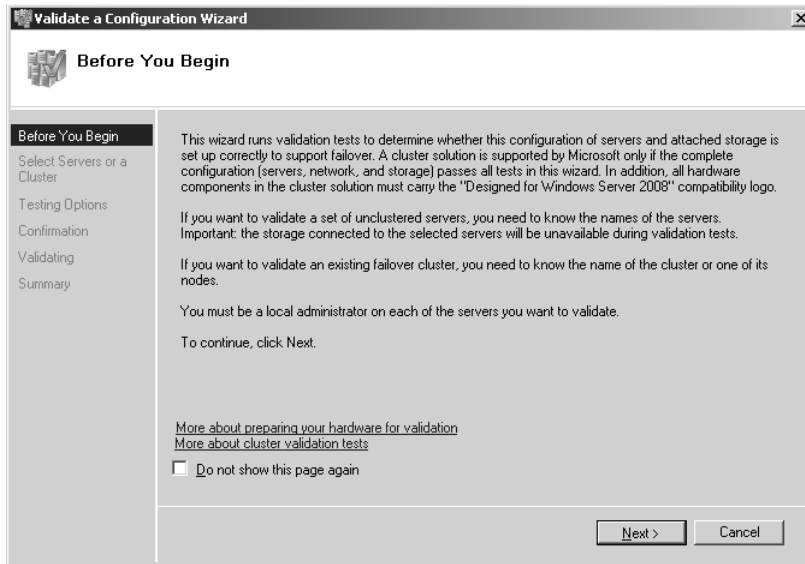 Validate a Configuration Wizard
Before You Begin
Before You Begin
Select Servers or a
Cluster
Testing Options
Confirmation
Validating
Summary
This wizard runs validation tests to determine whether this configuration of servers and attached storage is
set up correctly to support failover. A cluster solution is supported by Microsoft only if the complete
configuration (servers, network, and storage) passes all tests in this wizard. In addition, all hardware
components in the cluster solution must carry the "Designed for Windows Server 2008" compatibility logo.
If you want to validate a set of unclustered servers, you need to know the names of the servers.
Important: the storage connected to the selected servers will be unavailable during validation tests.
If you want to validate an existing failover cluster, you need to know the name of the cluster or one of its
nodes.
You must be a local administrator on each of the servers you want to validate.
To continue, click Next.
More about preparing your hardware for validation
More about cluster validation tests
Do not show this page again
Next >
Cancel